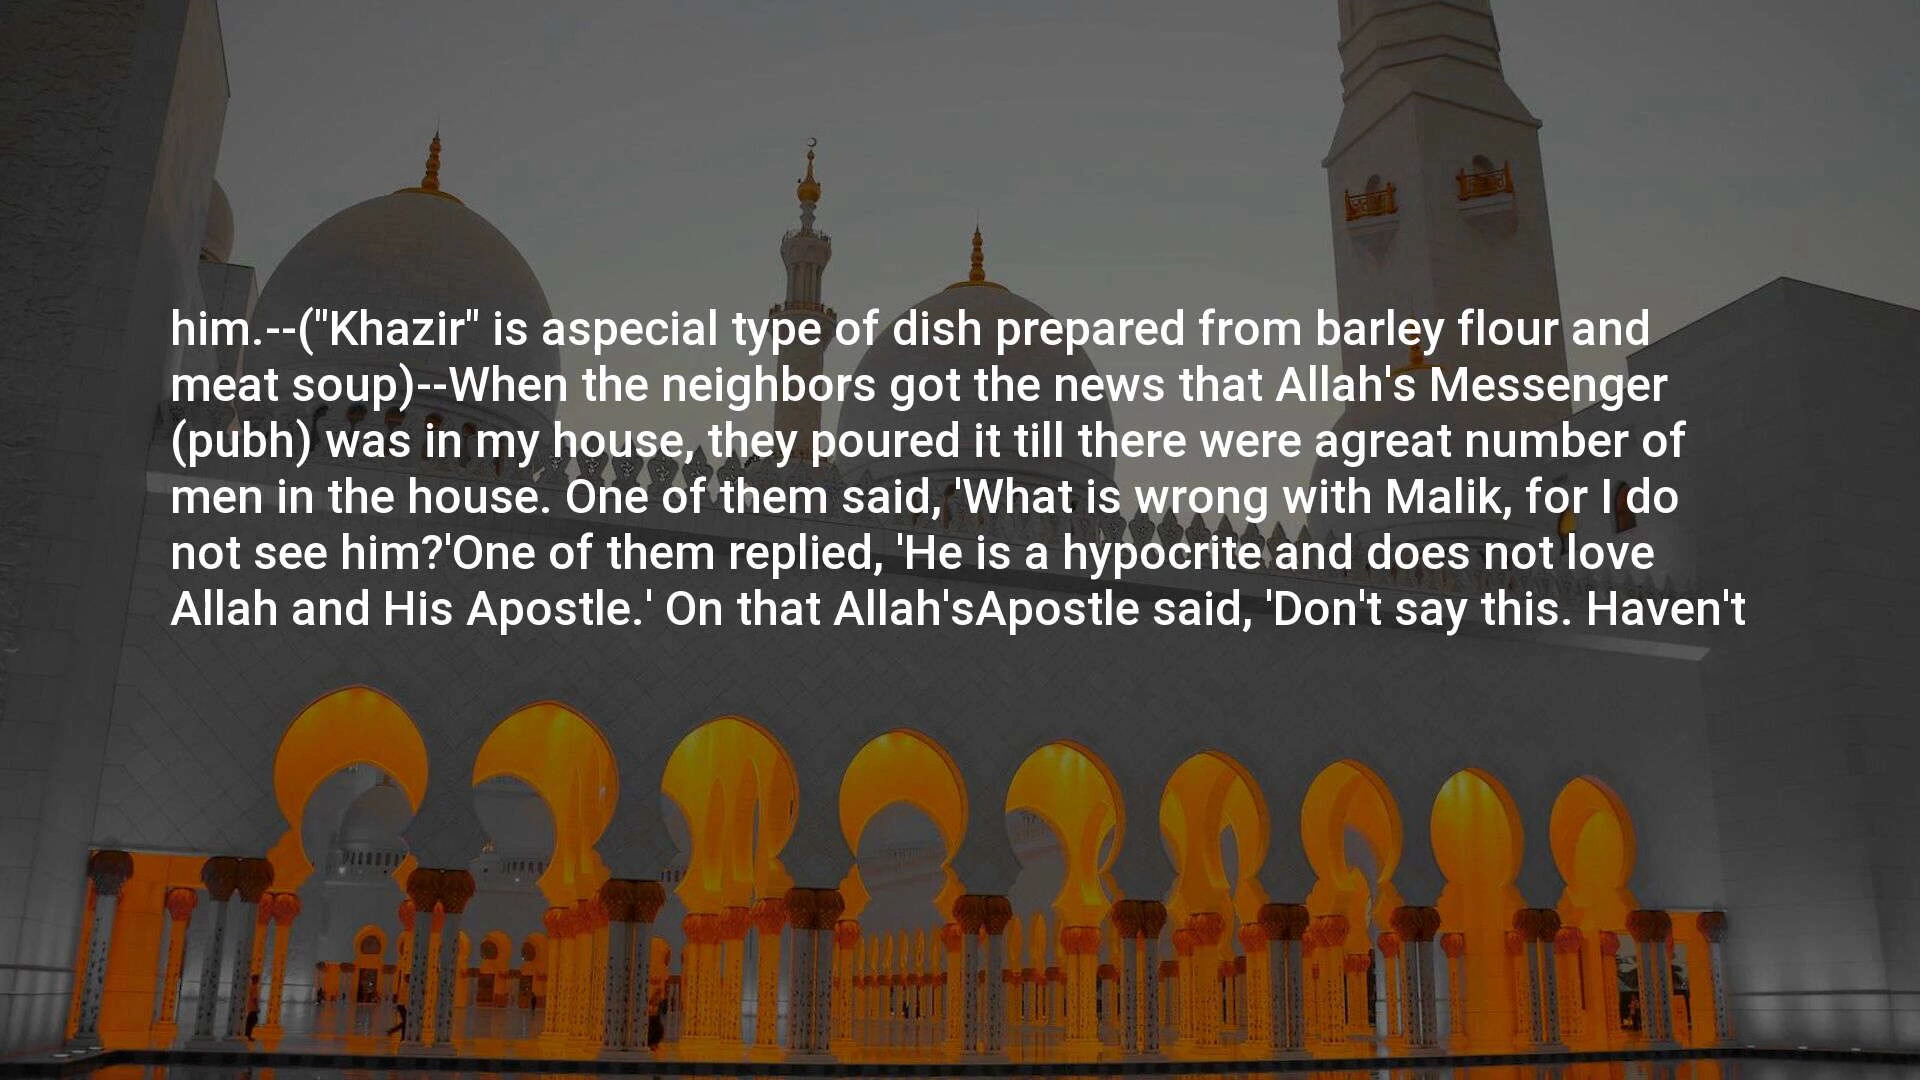 him.--("Khazir" is aspecial type of dish prepared from barley flour and
meat soup)--When the neighbors got the news that Allah's Messenger
(pubh) was in my house, they poured it till there were agreat number of
men in the house. One of them said, 'What is wrong with Malik, for I do
not see him?'One of them replied, 'He is a hypocrite and does not love
Allah and His Apostle.' On that Allah'sApostle said, 'Don't say this. Haven't